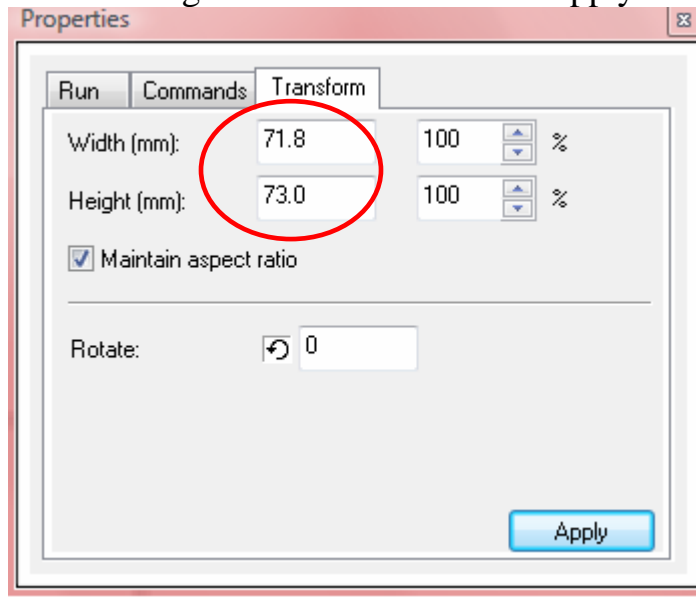 Properties
Run Commands Transform
Width (mm): 71.8 100 %
Height (mm): 73.0 100 %
Maintain aspect ratio
Rotate: 0
Apply